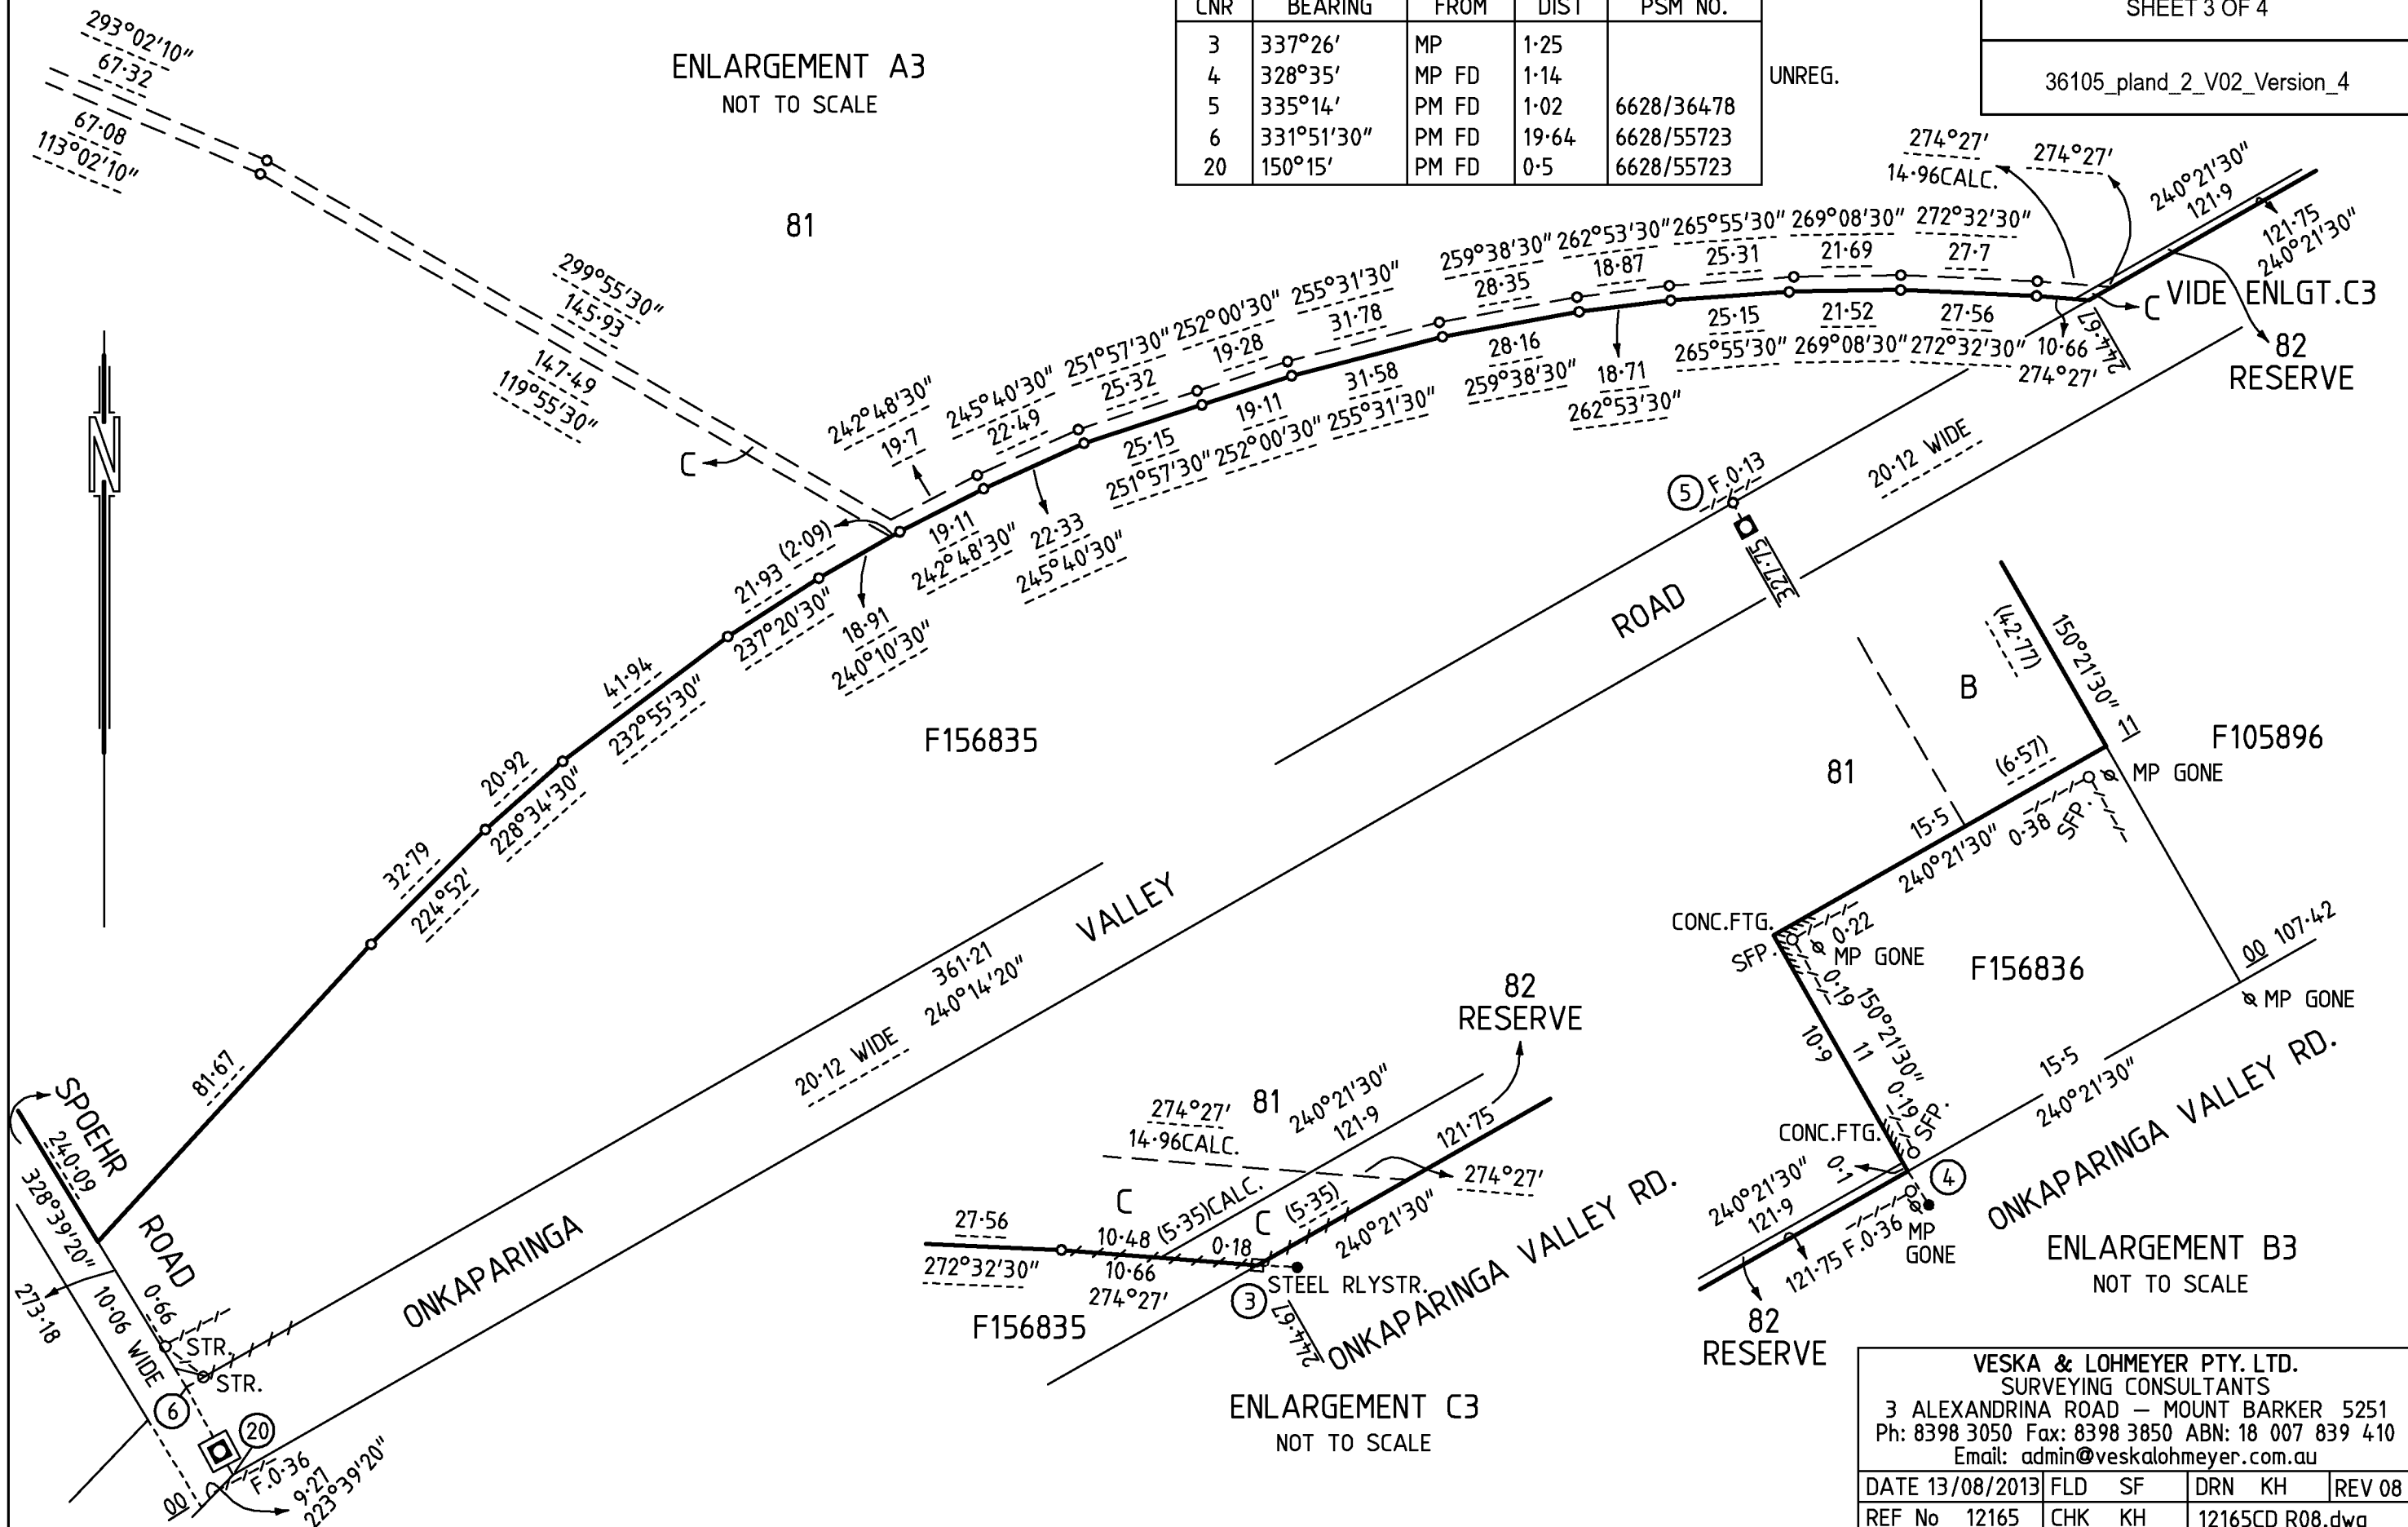 CNR BEARING FROM DIST PSM NO.
3 337°26' MP 1·25
4 328°35' MP FD 1·14 UNREG.
5 335°14' PM FD 1·02 6628/36478
6 331°51'30" PM FD 19·64 6628/55723
20 150°15' PM FD 0·5 6628/55723
SHEET 3 OF 4
36105_pland_2_V02_Version_4
ENLARGEMENT A3
NOT TO SCALE
293°02'10"
67·32
67·08
113°02'10"
81
299°55'30"
145·93
147·49
119°55'30"
C
N
242°48'30"
19·7
245°40'30"
22·49
251°57'30"
25·32
252°00'30"
19·28
255°31'30"
31·78
259°38'30"
28·35
262°53'30"
18·87
265°55'30"
25·31
269°08'30"
21·69
272°32'30"
27·7
274°27'
14·96CALC.
274°27'
240°21'30"
121·9
121·75
240°21'30"
C VIDE ENLGT.C3
82
RESERVE
244·67
10·66
274°27'
27·56
272°32'30"
21·52
269°08'30"
25·15
265°55'30"
18·71
262°53'30"
28·16
259°38'30"
31·58
255°31'30"
19·11
252°00'30"
25·15
251°57'30"
22·33
245°40'30"
19·11
242°48'30"
(2·09)
18·91
240°10'30"
21·93
237°20'30"
41·94
232°55'30"
20·92
228°34'30"
32·79
224°52'
81·67
F156835
5
F.0·13
327·75
20·12 WIDE
ROAD
VALLEY
361·21
240°14'20"
20·12 WIDE
ONKAPARINGA
SPOEHR
ROAD
240·09
328°39'20"
273·18
10·06 WIDE
0·66
STR.
STR.
6
20
F.0·36
9·27
223°39'20"
00
81
274°27'
14·96CALC.
240°21'30"
121·9
121·75
82
RESERVE
274°27'
C
C
27·56
272°32'30"
10·48
(5·35)CALC.
0·18
(5·35)
240°21'30"
10·66
274°27'
STEEL RLYSTR.
3
244·67
F156835
ONKAPARINGA VALLEY RD.
ENLARGEMENT C3
NOT TO SCALE
(42·77)
150°21'30"
B
11
F105896
81
(6·57)
MP GONE
15·5
240°21'30"
0·38
SFP.
CONC.FTG.
SFP.
0·22
MP GONE
0·19
F156836
150°21'30"
10·9
11
0·19
SFP.
CONC.FTG.
00 107·42
MP GONE
15·5
240°21'30"
0·1
4
240°21'30"
121·9
121·75
F.0·36
MP
GONE
82
RESERVE
ONKAPARINGA VALLEY RD.
ENLARGEMENT B3
NOT TO SCALE
VESKA & LOHMEYER PTY. LTD.
SURVEYING CONSULTANTS
3 ALEXANDRINA ROAD – MOUNT BARKER 5251
Ph: 8398 3050 Fax: 8398 3850 ABN: 18 007 839 410
Email: admin@veskalohmeyer.com.au
DATE 13/08/2013 FLD SF DRN KH REV 08
REF No 12165 CHK KH 12165CD R08.dwg